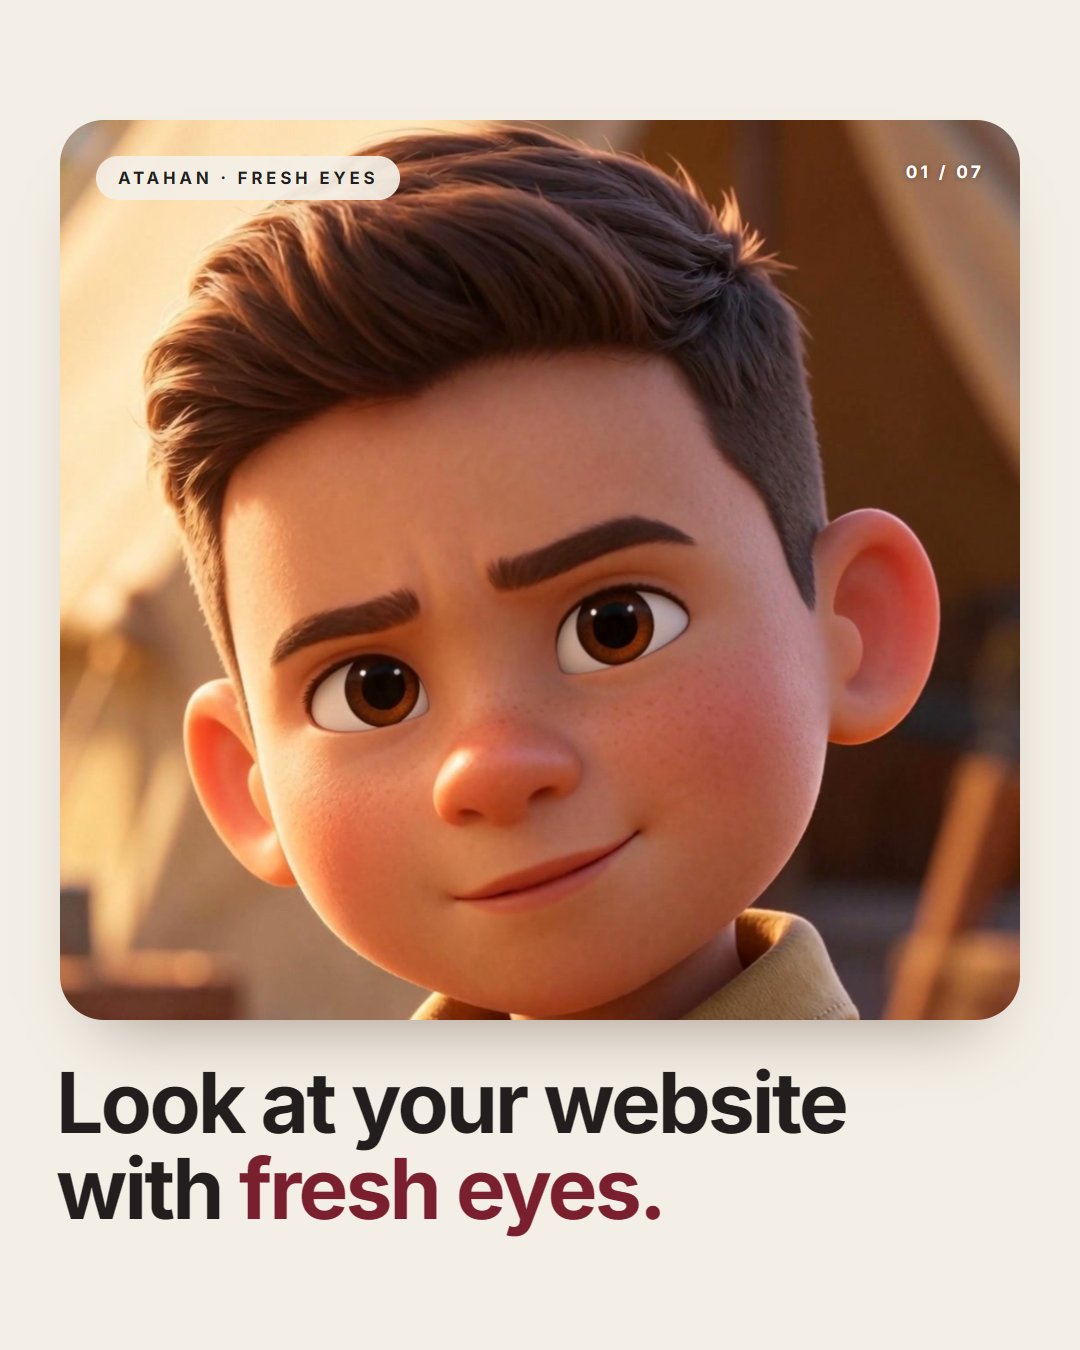 ATAHAN · FRESH EYES
01 / 07
Look at your website
with fresh eyes.